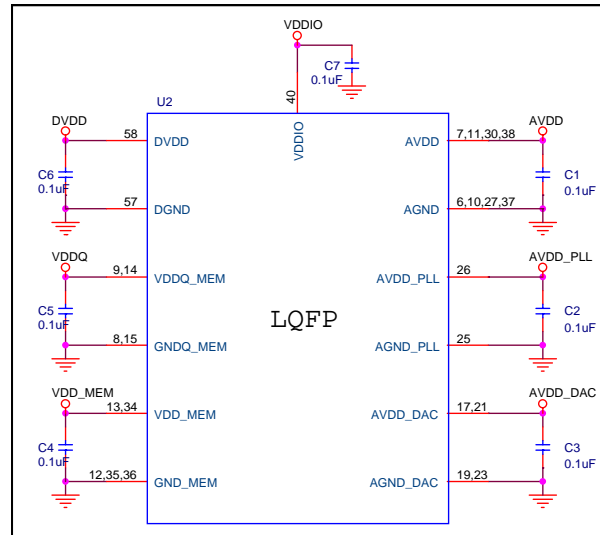 VDDIO
C7
0.1uF
40
U2
VDDIO
DVDD
58
DVDD
AVDD
7,11,30,38
AVDD
C6
0.1uF
C1
0.1uF
57
DGND
AGND
6,10,27,37
VDDQ
9,14
VDDQ_MEM
AVDD_PLL
26
AVDD_PLL
C5
0.1uF
LQFP
C2
0.1uF
8,15
GNDQ_MEM
AGND_PLL
25
VDD_MEM
13,34
VDD_MEM
AVDD_DAC
17,21
AVDD_DAC
C4
0.1uF
C3
0.1uF
12,35,36
GND_MEM
AGND_DAC
19,23